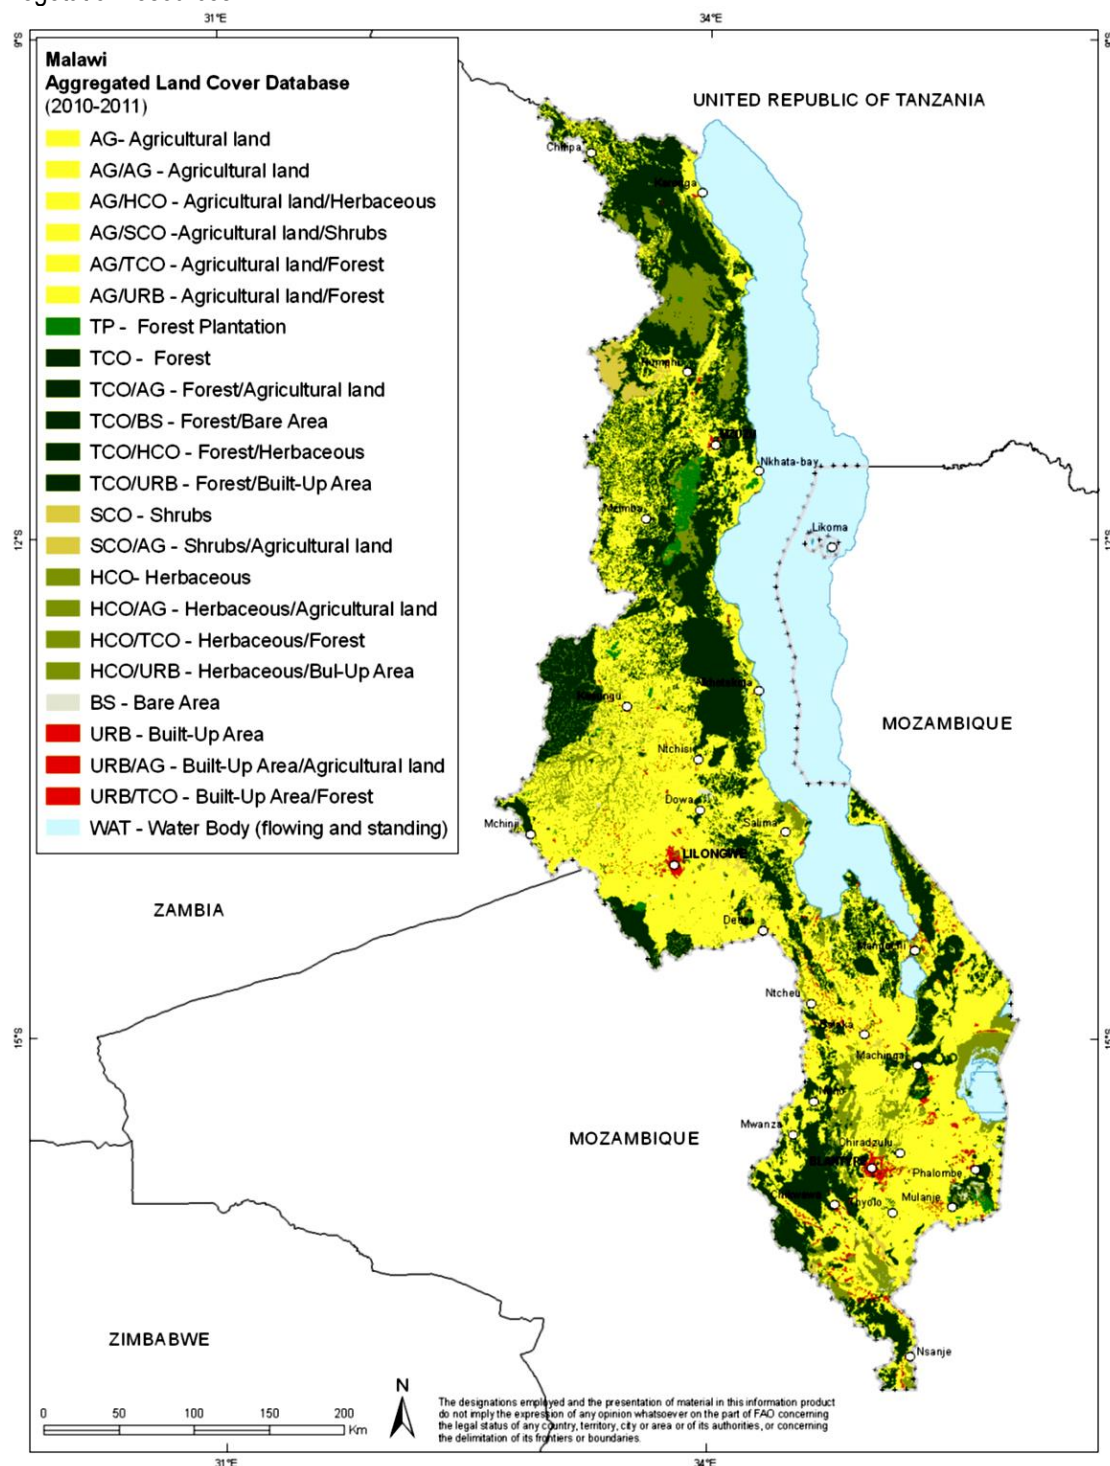 Malawi
Aggregated Land Cover Database
(2010-2011)
AG- Agricultural land
AG/AG - Agricultural land
AG/HCO - Agricultural land/Herbaceous
AG/SCO -Agricultural land/Shrubs
AG/TCO - Agricultural land/Forest
AG/URB - Agricultural land/Forest
TP - Forest Plantation
TCO - Forest
TCO/AG - Forest/Agricultural land
TCO/BS - Forest/Bare Area
TCO/HCO - Forest/Herbaceous
TCO/URB - Forest/Built-Up Area
SCO - Shrubs
SCO/AG - Shrubs/Agricultural land
HCO- Herbaceous
HCO/AG - Herbaceous/Agricultural land
HCO/TCO - Herbaceous/Forest
HCO/URB - Herbaceous/Bul-Up Area
BS - Bare Area
URB - Built-Up Area
URB/AG - Built-Up Area/Agricultural land
URB/TCO - Built-Up Area/Forest
WAT - Water Body (flowing and standing)
31°E
34°E
9°S
9°S
UNITED REPUBLIC OF TANZANIA
Chitipa
Karonga
Nkhata-bay
Mzimba
Likoma
12°S
12°S
Kasungu
MOZAMBIQUE
Ntchisi
Dowa
Salima
Mchinji
LILONGWE
ZAMBIA
Dedza
Mangochi
Ntcheu
15°S
15°S
Machinga
Mwanza
MOZAMBIQUE
Chiradzulu
BLANTYRE
Phalombe
Mulanje
Thyolo
ZIMBABWE
Nsanje
N
0 50 100 150 200
Km
The designations employed and the presentation of material in this information product
do not imply the expression of any opinion whatsoever on the part of FAO concerning
the legal status of any country, territory, city or area or of its authorities, or concerning
the delimitation of its frontiers or boundaries.
31°E
34°E